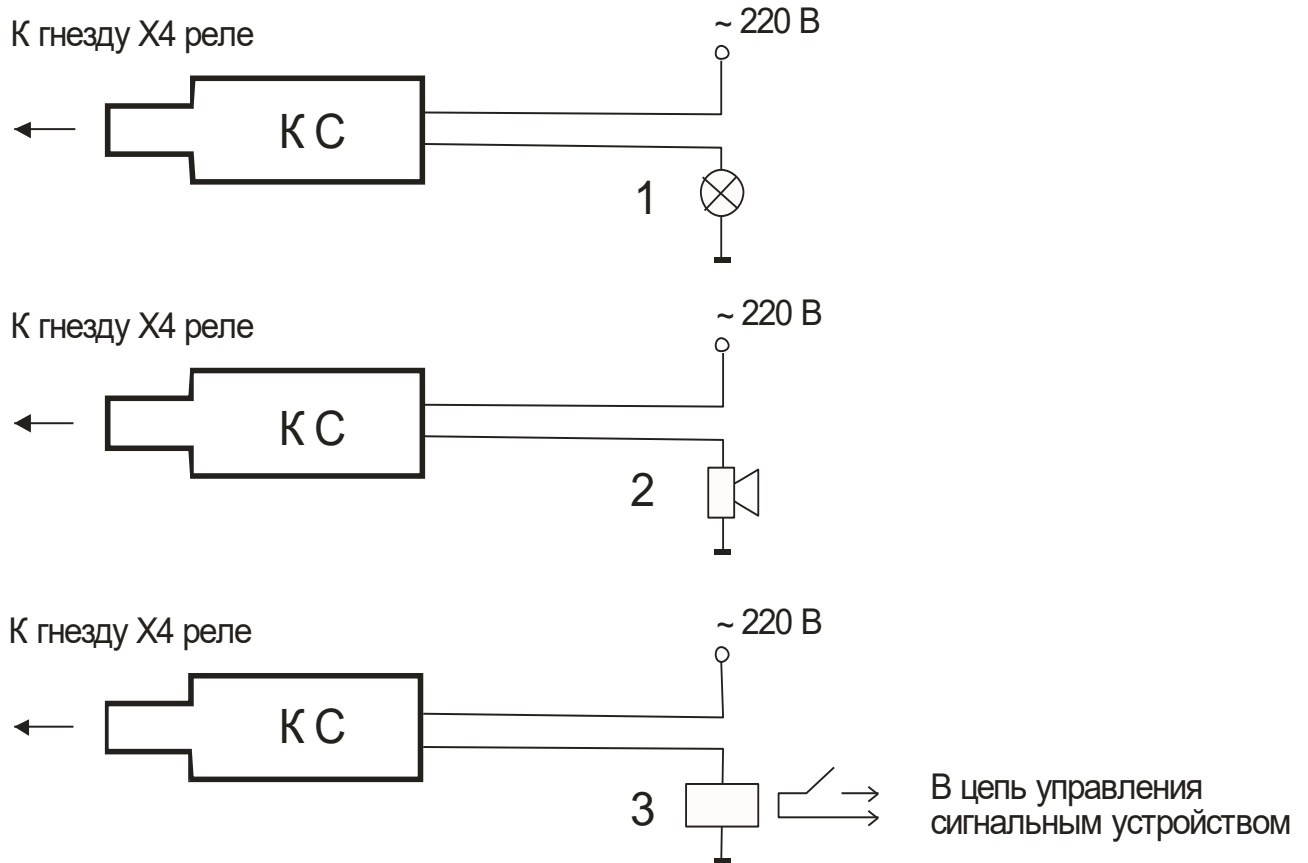 ~ 220 В
К гнезду Х4 реле
К С
1
~ 220 В
К гнезду Х4 реле
К С
2
~ 220 В
К гнезду Х4 реле
К С
3
В цепь управления
сигнальным устройством